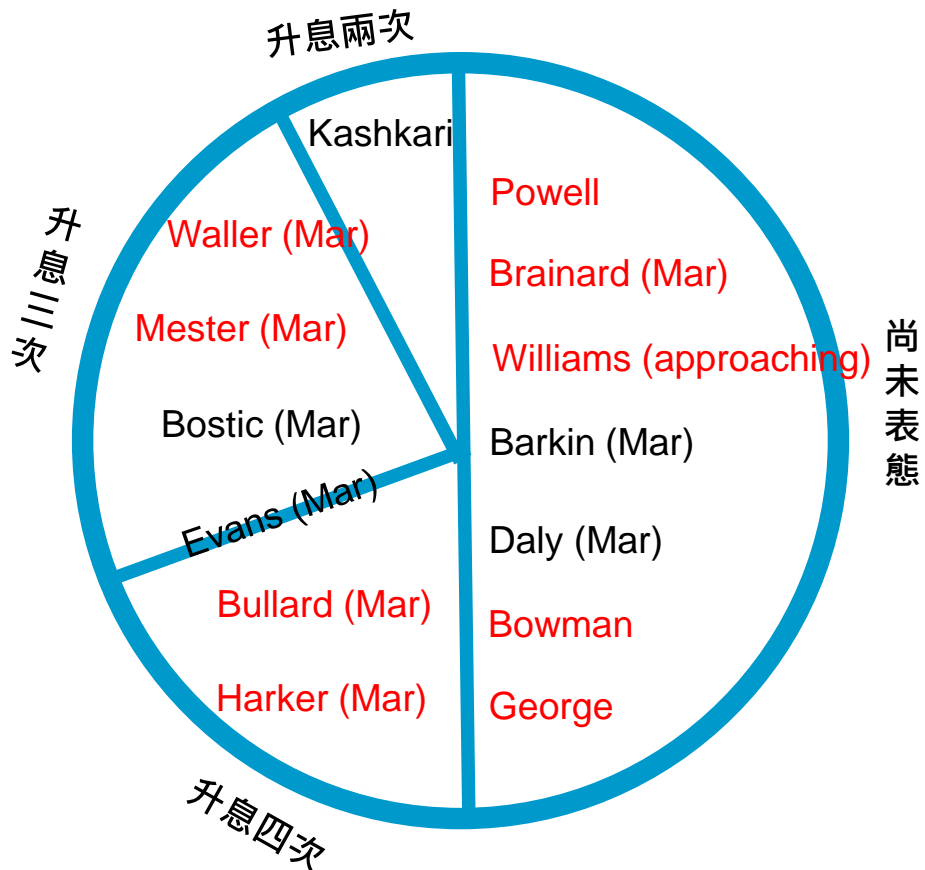 升息兩次
Kashkari
升息三次
Waller (Mar)
Mester (Mar)
Bostic (Mar)
Evans (Mar)
Bullard (Mar)
Harker (Mar)
升息四次
Powell
Brainard (Mar)
Williams (approaching)
Barkin (Mar)
Daly (Mar)
Bowman
George
尚未表態